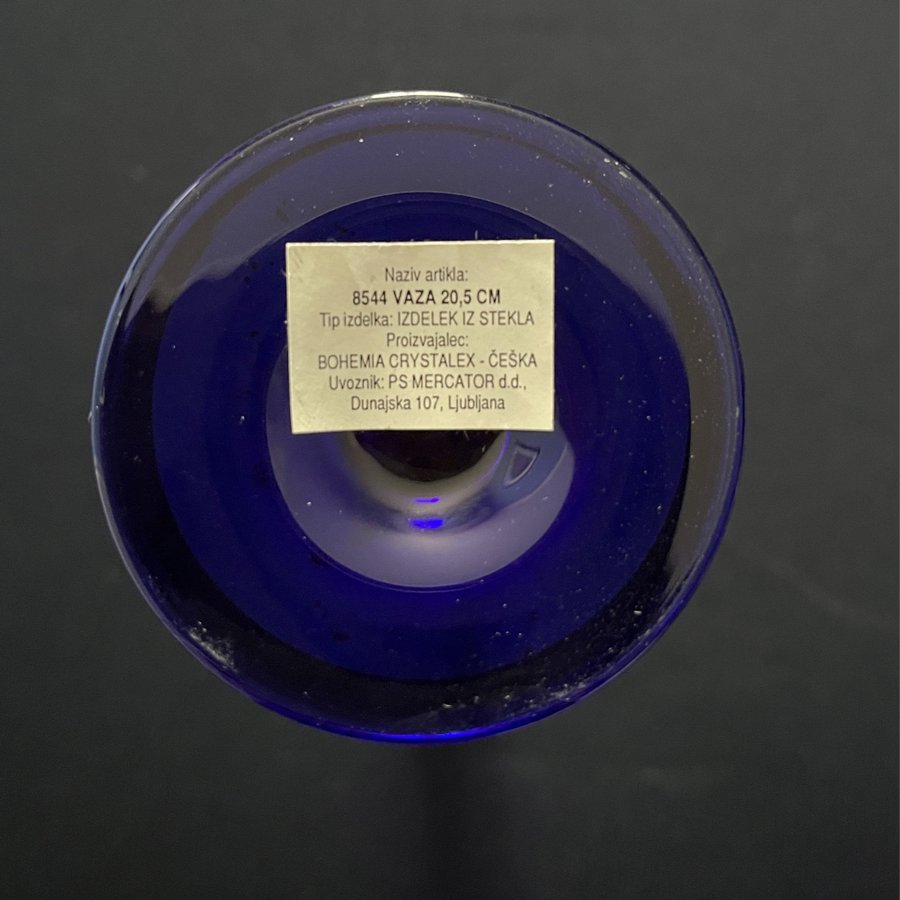 Naziv artikla:
8544 VAZA 20,5 CM
Tip izdelka: IZDELEK IZ STEKLA
Proizvajalec:
BOHEMIA CRYSTALEX - ČEŠKA
Uvoznik: PS MERCATOR d.d.,
Dunajska 107, Ljubljana